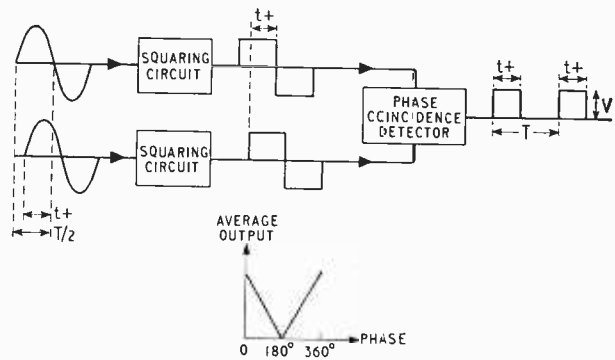 t+
SQUARING
CIRCUIT
t+
t+
PHASE
CCINCIDENCE
DETECTOR
V
T
SQUARING
CIRCUIT
t+
T/2
AVERAGE
OUTPUT
PHASE
0 180° 360°